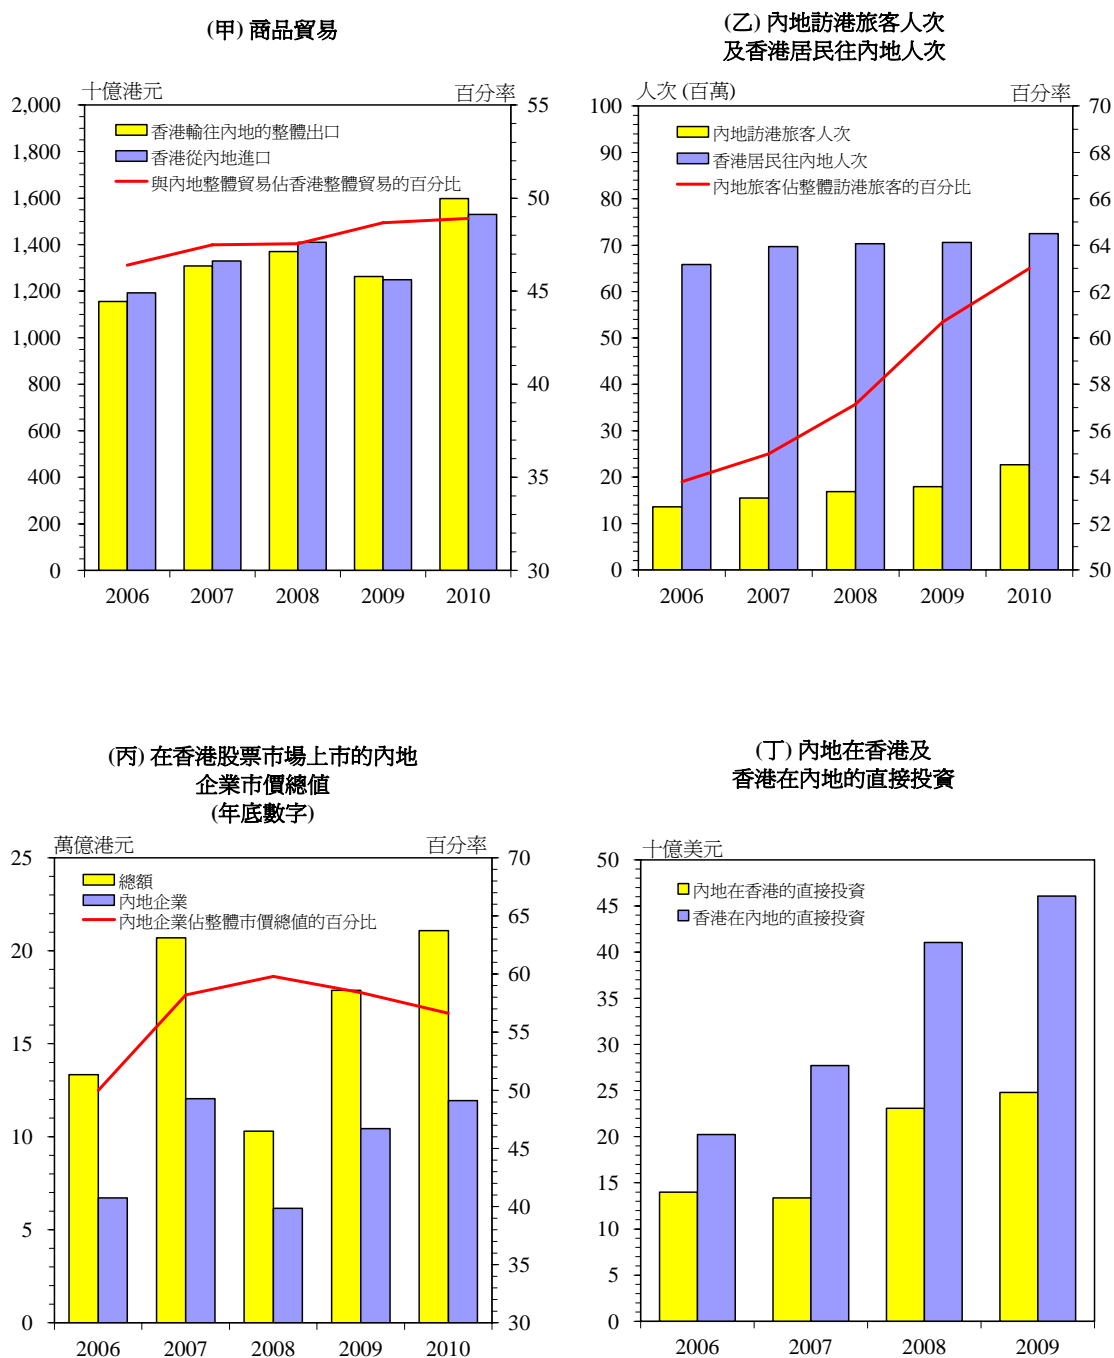 (甲) 商品貿易
十億港元
百分率
2,000
1,800
1,600
1,400
1,200
1,000
800
600
400
200
0
55
50
45
40
35
30
香港輸往內地的整體出口
香港從內地進口
與內地整體貿易佔香港整體貿易的百分比
2006 2007 2008 2009 2010
(乙) 內地訪港旅客人次
及香港居民往內地人次
人次 (百萬)
百分率
100
90
80
70
60
50
40
30
20
10
0
70
68
66
64
62
60
58
56
54
52
50
內地訪港旅客人次
香港居民往內地人次
內地旅客佔整體訪港旅客的百分比
2006 2007 2008 2009 2010
(丙) 在香港股票市場上市的內地
企業市價總值
(年底數字)
萬億港元
百分率
25
20
15
10
5
0
70
65
60
55
50
45
40
35
30
總額
內地企業
內地企業佔整體市價總值的百分比
2006 2007 2008 2009 2010
(丁) 內地在香港及
香港在內地的直接投資
十億美元
50
45
40
35
30
25
20
15
10
5
0
內地在香港的直接投資
香港在內地的直接投資
2006 2007 2008 2009